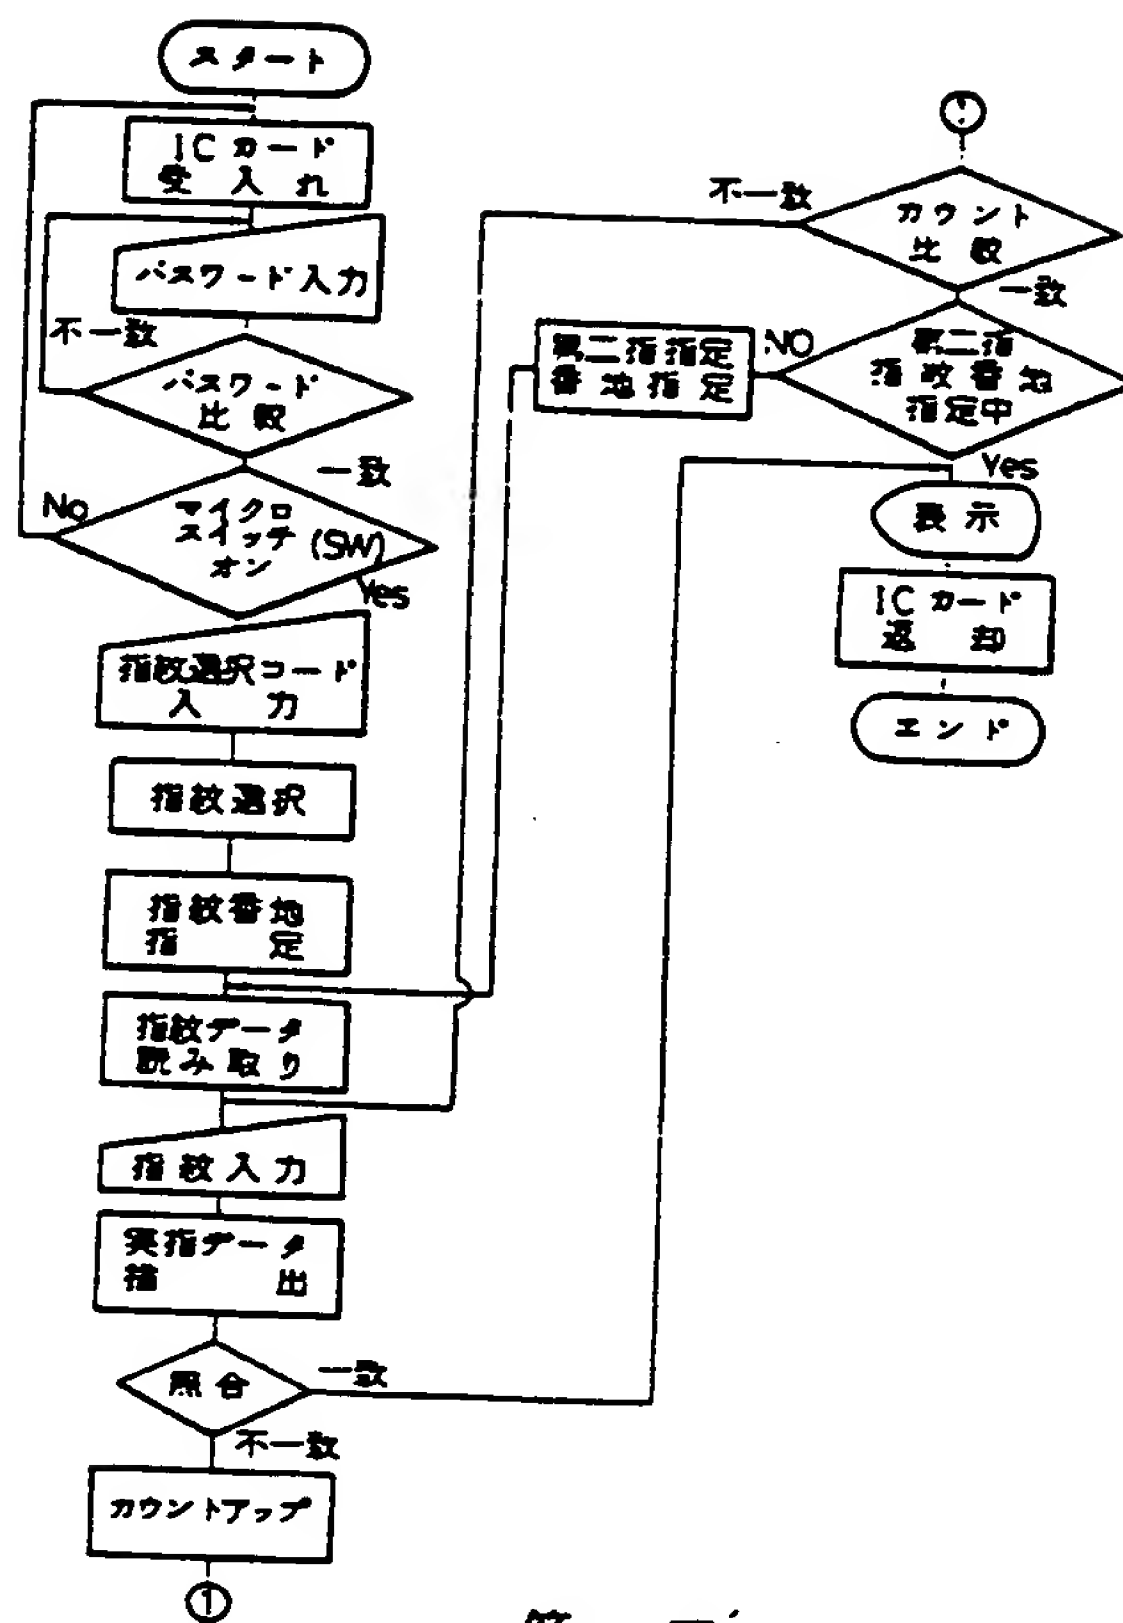 スタート
ICカード
受入れ
パスワード入力
不一致
パスワード
比較
一致
No
マイクロ
スイッチ (SW)
オン
Yes
指紋選択コード
入力
指紋選択
指紋番地
指定
指紋データ
読み取り
指紋入力
実指データ
抽出
照合
一致
不一致
カウントアップ
①
不一致
カウント
比較
一致
第二指指定
番地指定
NO
第二指
指紋番地
指定中
Yes
表示
ICカード
返却
エンド